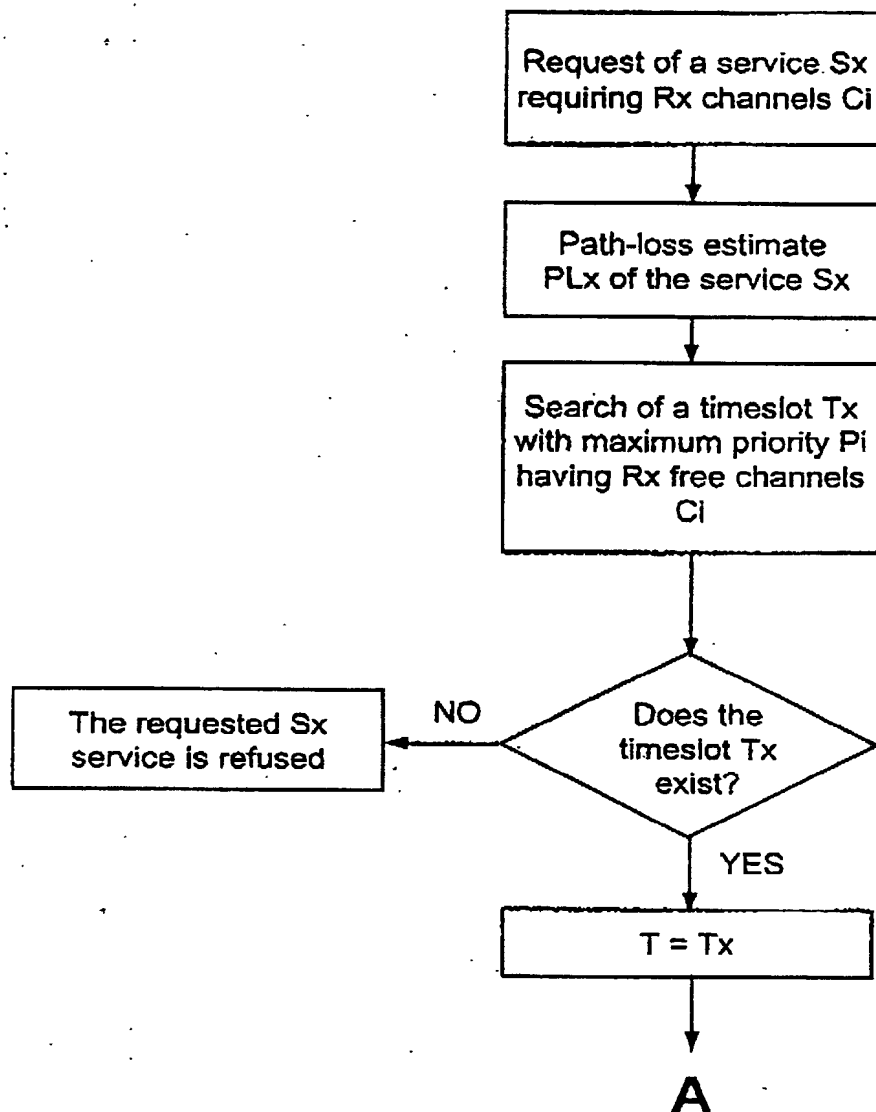 Request of a service Sx
requiring Rx channels Ci
Path-loss estimate
PLx of the service Sx
Search of a timeslot Tx
with maximum priority Pi
having Rx free channels
Ci
Does the
timeslot Tx
exist?
NO
The requested Sx
service is refused
YES
T = Tx
A